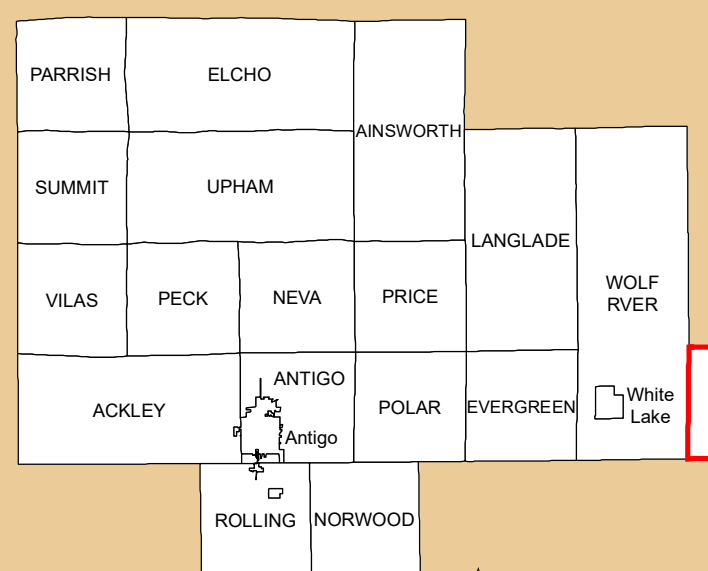 PARRISH
ELCHO
AINSWORTH
SUMMIT
UPHAM
LANGLADE
VILAS
PECK
NEVA
PRICE
WOLF
RVER
ACKLEY
ANTIGO
Antigo
POLAR
EVERGREEN
White
Lake
ROLLING
NORWOOD